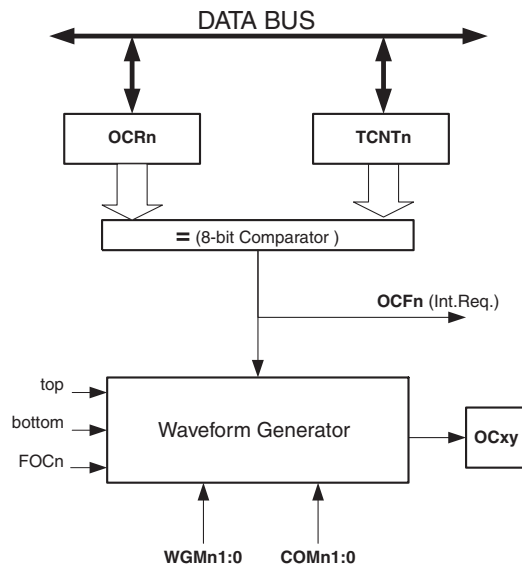 DATA BUS
OCRn
TCNTn
= (8-bit Comparator )
OCFn (Int.Req.)
top
bottom
FOCn
Waveform Generator
OCxy
WGMn1:0
COMn1:0